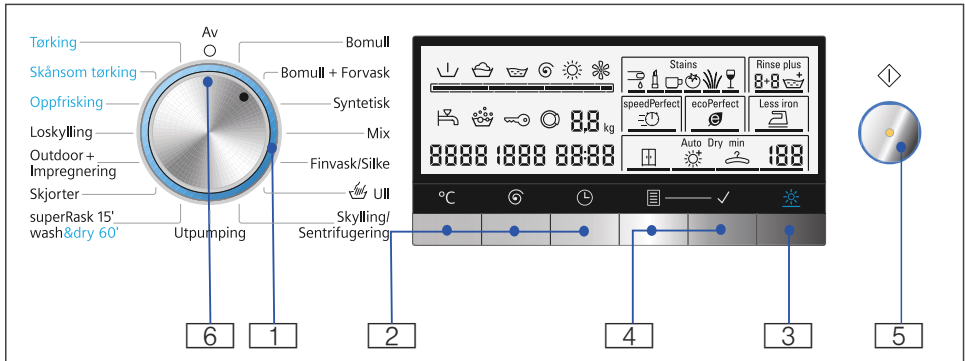 Av
Tørking
Skånsom tørking
Oppfrisking
Loskylling
Outdoor+
Impregnering
Skjorter
superRask 15'
wash&dry 60'
Utpumping
Bomull
Bomull + Forvask
Syntetisk
Mix
Finvask/Silke
Ull
Skylling/
Sentrifugering
Stains
Rinse plus
8+8
speedPerfect
ecoPerfect
Less iron
8,8 kg
8888 1888 88:88
Auto Dry min
188
°C
6 1 2 4 3 5